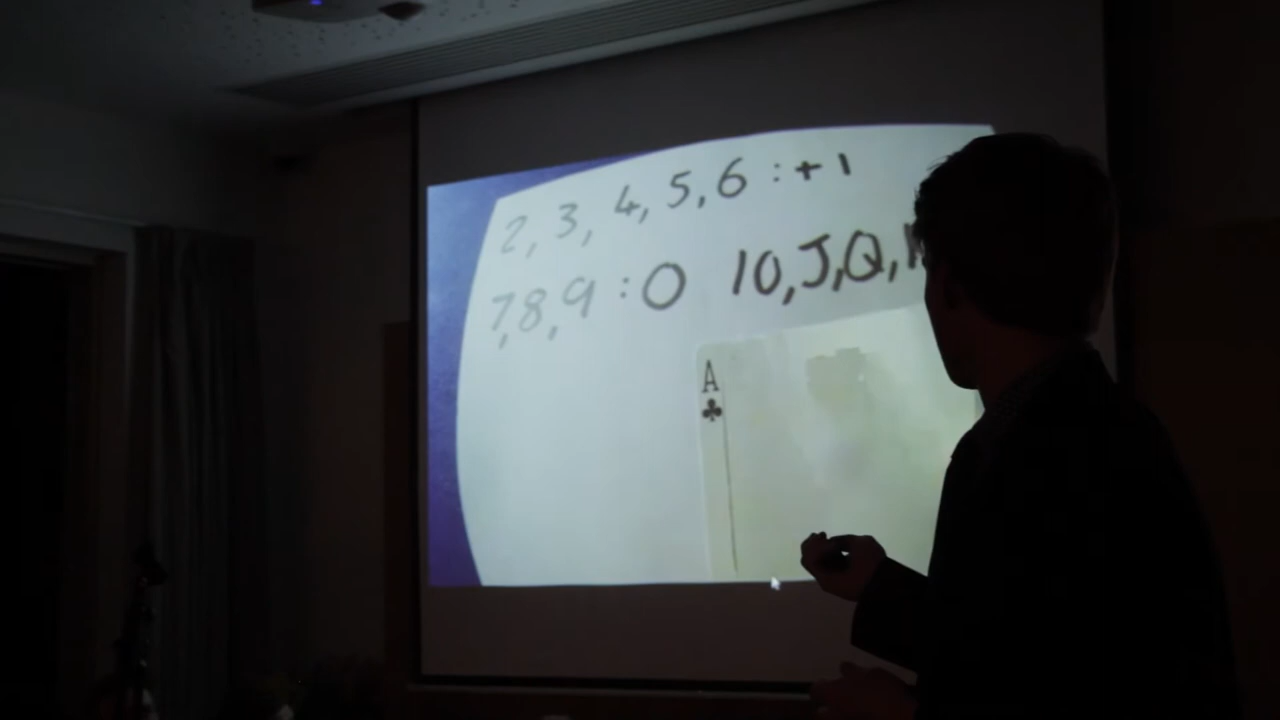 2, 3, 4, 5, 6 : + 1
7, 8, 9 : 0 10, J, Q,
A